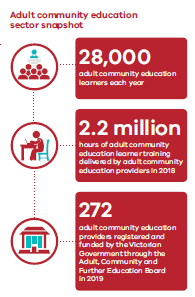 Adult community education
sector snapshot
28,000
adult community education
learners each year
2.2 million
hours of adult community
education learner training
delivered by adult community
education providers in 2018
272
adult community education
providers registered and
funded by the Victorian
Government through the
Adult, Community and
Further Education Board
in 2019